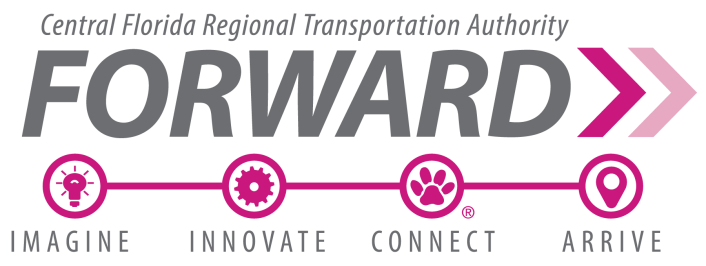 Central Florida Regional Transportation Authority
FORWARD
®
IMAGINE INNOVATE CONNECT ARRIVE